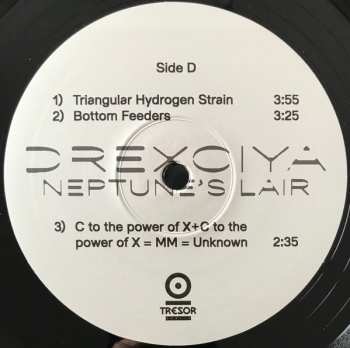 Side D
1) Triangular Hydrogen Strain 3:55
2) Bottom Feeders 3:25
DREXCIYA
NEPTUNE'S LAIR
3) C to the power of X+C to the
power of X = MM = Unknown 2:35
TRESOR